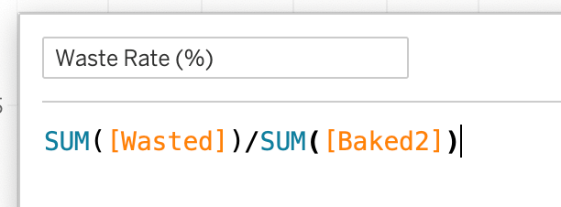 Waste Rate (%)
SUM([Wasted])/SUM([Baked2])